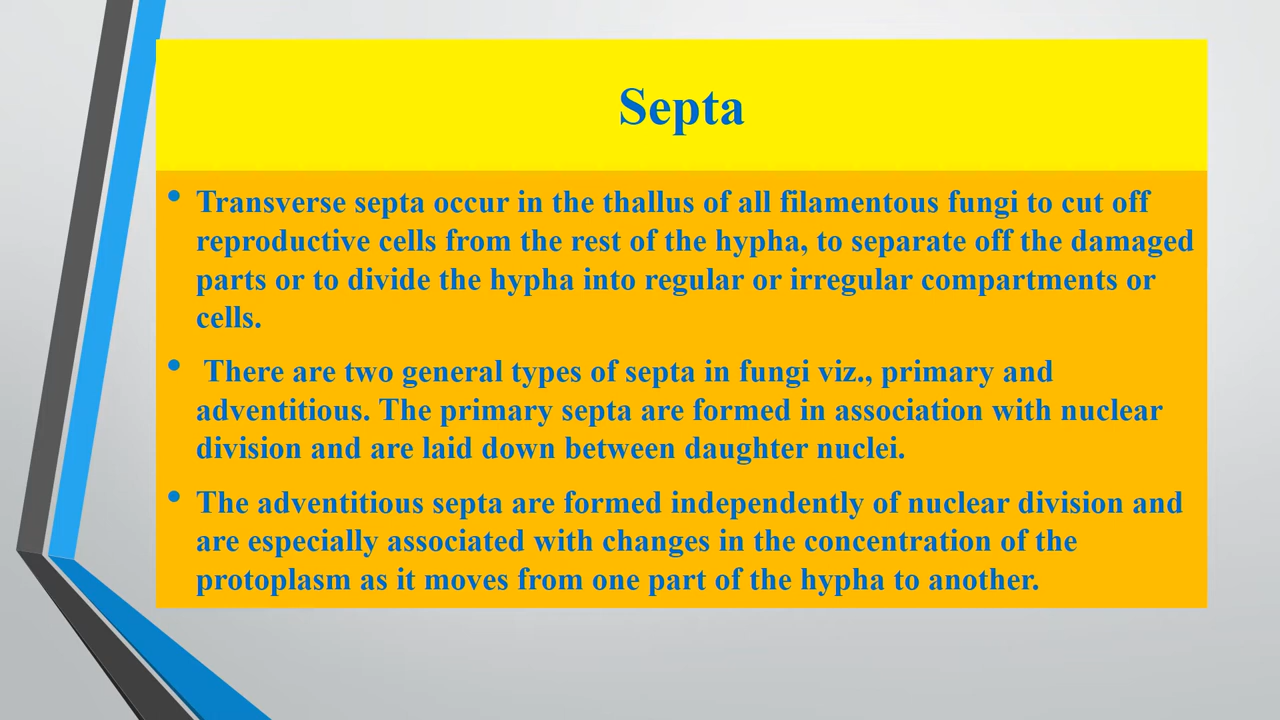 Septa
• Transverse septa occur in the thallus of all filamentous fungi to cut off
reproductive cells from the rest of the hypha, to separate off the damaged
parts or to divide the hypha into regular or irregular compartments or
cells.
• There are two general types of septa in fungi viz., primary and
adventitious. The primary septa are formed in association with nuclear
division and are laid down between daughter nuclei.
• The adventitious septa are formed independently of nuclear division and
are especially associated with changes in the concentration of the
protoplasm as it moves from one part of the hypha to another.